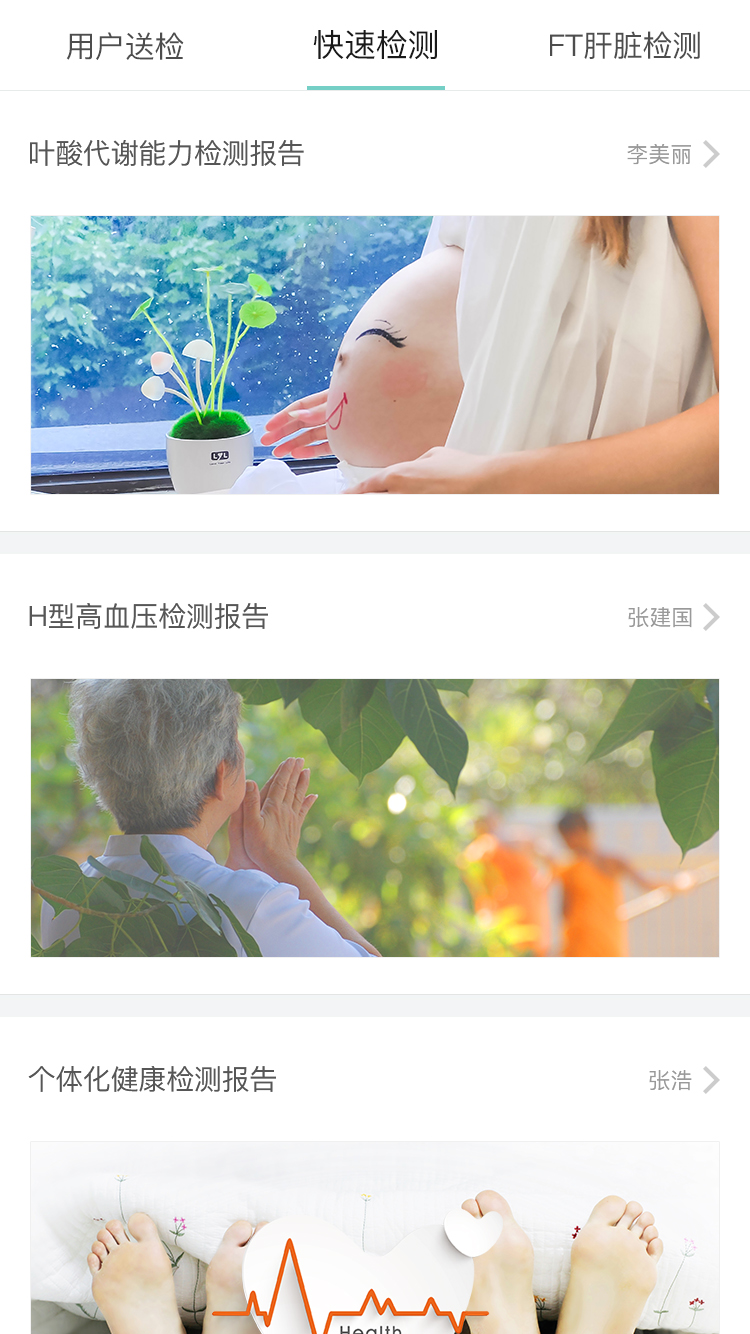 用户送检
快速检测
FT肝脏检测
叶酸代谢能力检测报告
李美丽
LYL
H型高血压检测报告
张建国
个体化健康检测报告
张浩
Health